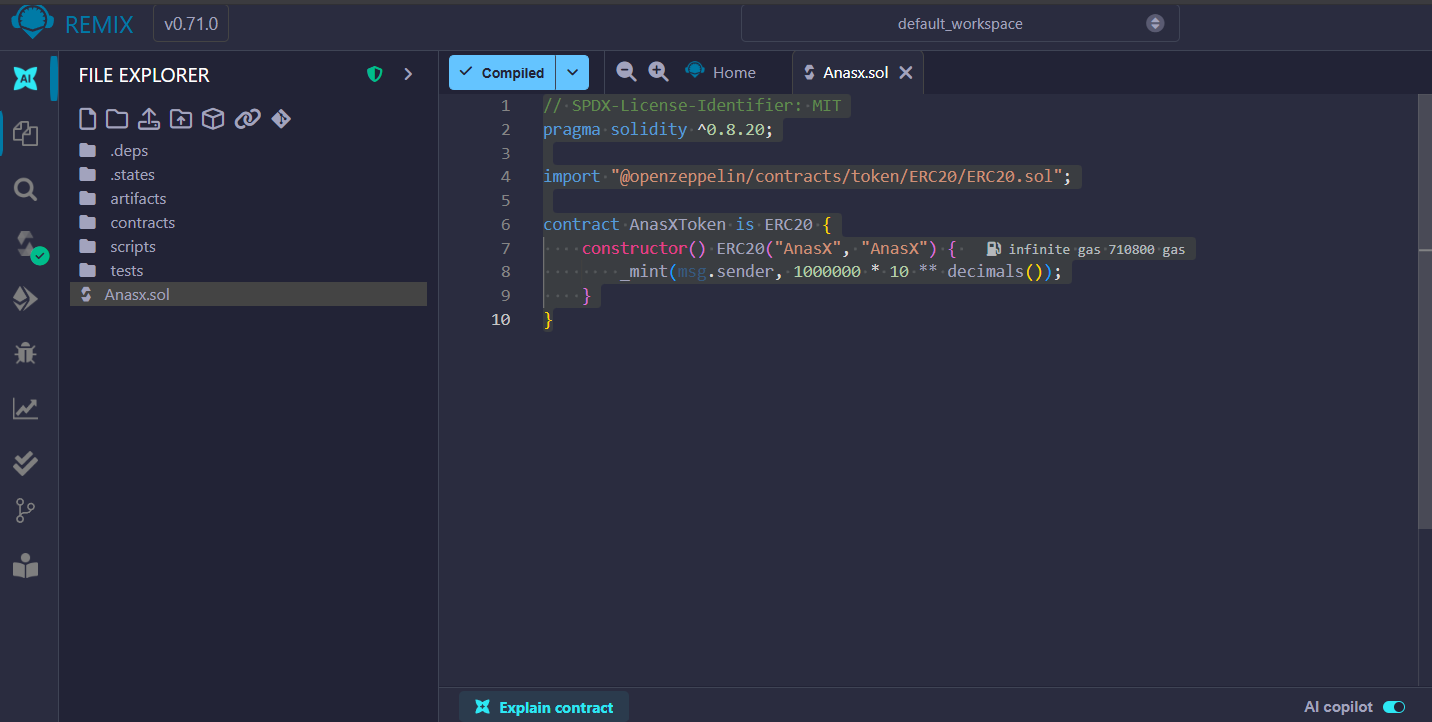 REMIX
v0.71.0
default_workspace
AI
FILE EXPLORER
.deps
.states
artifacts
contracts
scripts
tests
Anasx.sol
Compiled
Home
Anasx.sol
1 // SPDX-License-Identifier: MIT
2 pragma solidity ^0.8.20;
3
4 import "@openzeppelin/contracts/token/ERC20/ERC20.sol";
5
6 contract AnasXToken is ERC20 {
7     constructor() ERC20("AnasX", "AnasX") { infinite gas 710800 gas
8         _mint(msg.sender, 1000000 * 10 ** decimals());
9     }
10 }
Explain contract
AI copilot